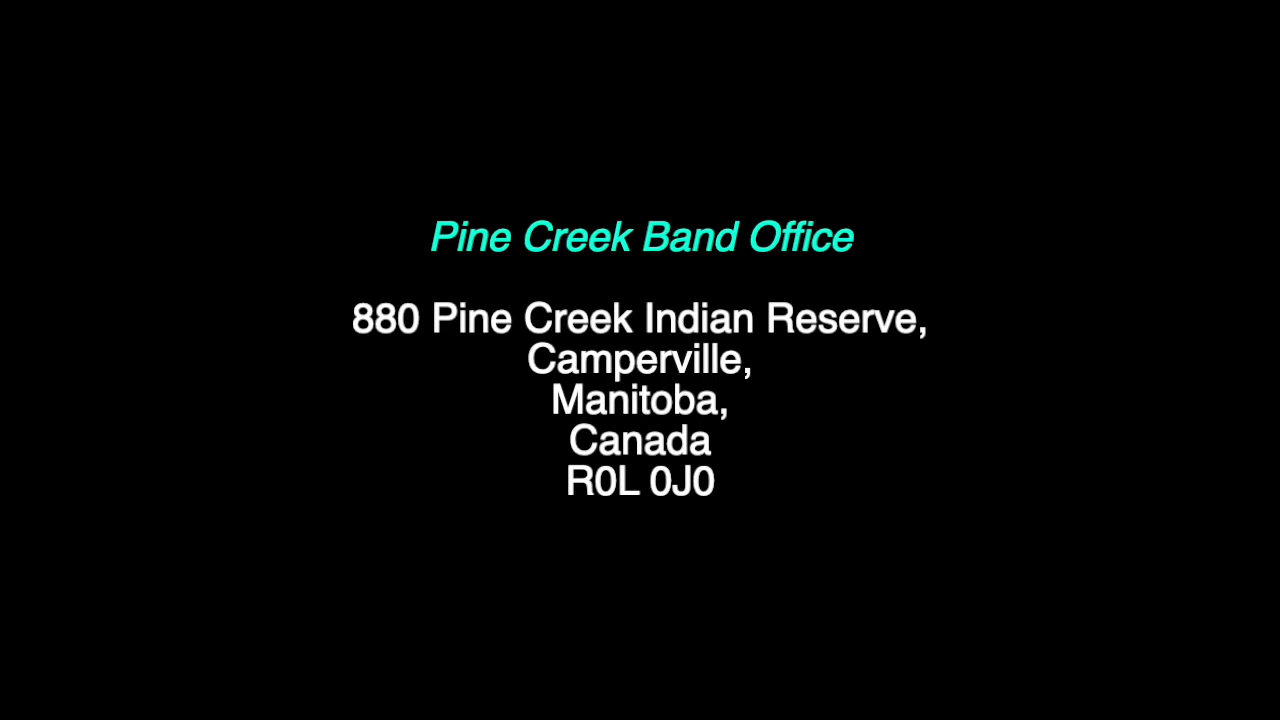 Pine Creek Band Office
880 Pine Creek Indian Reserve,
Camperville,
Manitoba,
Canada
R0L 0J0